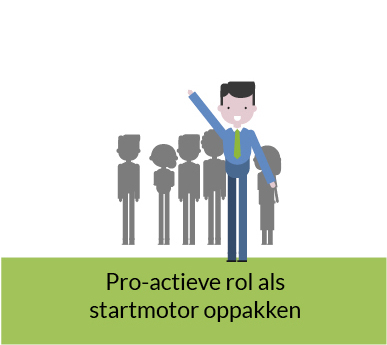 Pro-actieve rol als
startmotor oppakken